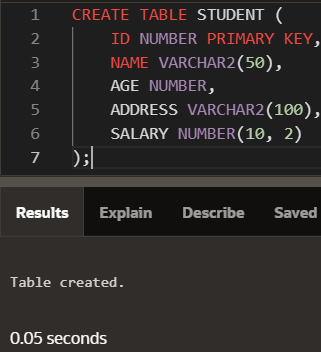 1 CREATE TABLE STUDENT (
2     ID NUMBER PRIMARY KEY,
3     NAME VARCHAR2(50),
4     AGE NUMBER,
5     ADDRESS VARCHAR2(100),
6     SALARY NUMBER(10, 2)
7 );
Results Explain Describe Saved
Table created.
0.05 seconds